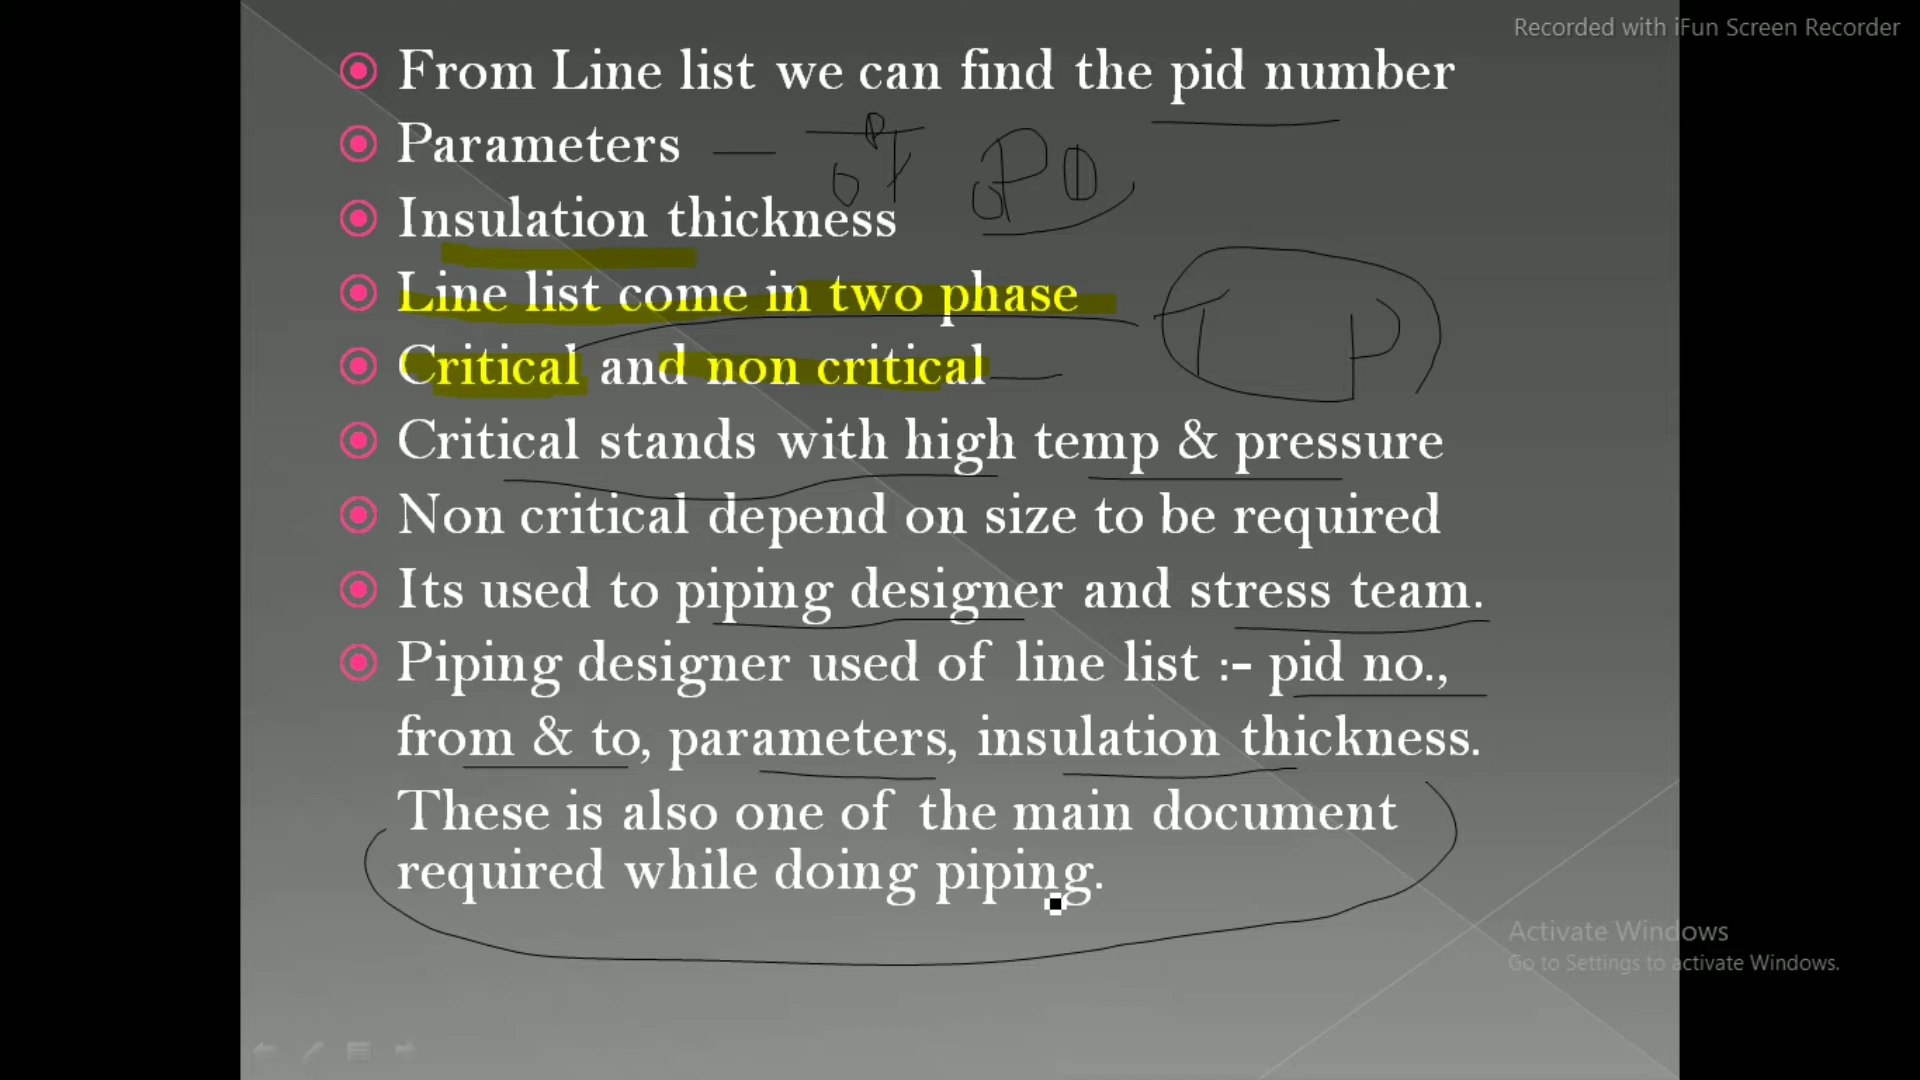 Recorded with iFun Screen Recorder
From Line list we can find the pid number
Parameters
Insulation thickness
Line list come in two phase
Critical and non critical
T P
Critical stands with high temp & pressure
Non critical depend on size to be required
Its used to piping designer and stress team.
Piping designer used of line list :- pid no.,
from & to, parameters, insulation thickness.
These is also one of the main document
required while doing piping.
Activate Windows
Go to Settings to activate Windows.